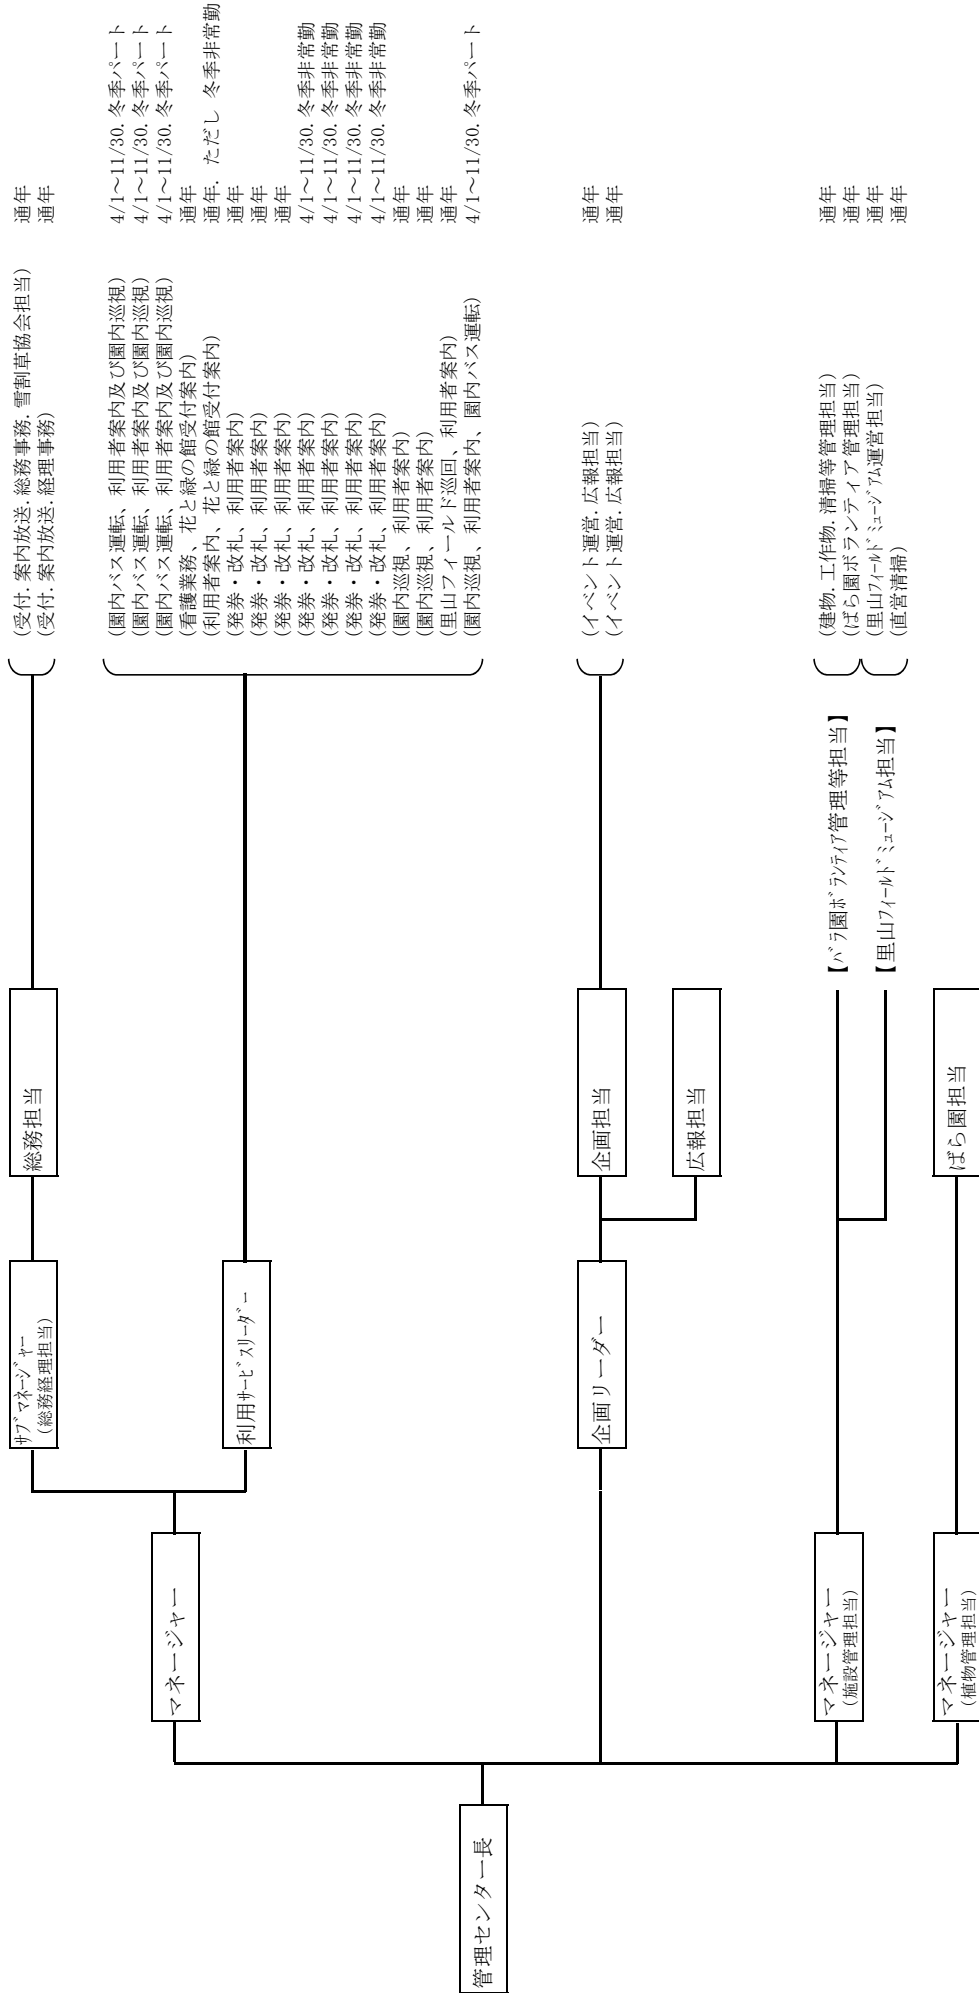 管理センター長
マネージャー
サブマネージャー
(総務経理担当)
総務担当
(受付．案内放送．総務事務．雪割草協会担当) 通年
(受付．案内放送．経理事務) 通年
利用サービスリーダー
(園内バス運転、利用者案内及び園内巡視) 4/1～11/30．冬季パート
(園内バス運転、利用者案内及び園内巡視) 4/1～11/30．冬季パート
(園内バス運転、利用者案内及び園内巡視) 4/1～11/30．冬季パート
(看護業務、花と緑の館受付案内) 通年
(利用者案内、花と緑の館受付案内) 通年．ただし 冬季非常勤
(発券・改札、利用者案内) 通年
(発券・改札、利用者案内) 通年
(発券・改札、利用者案内) 通年
(発券・改札、利用者案内) 4/1～11/30．冬季非常勤
(発券・改札、利用者案内) 4/1～11/30．冬季非常勤
(発券・改札、利用者案内) 4/1～11/30．冬季非常勤
(発券・改札、利用者案内) 4/1～11/30．冬季非常勤
(園内巡視、利用者案内) 通年
(園内巡視、利用者案内) 通年
(里山フィールド巡回、利用者案内) 通年
(園内巡視、利用者案内、園内バス運転) 4/1～11/30．冬季パート
企画リーダー
企画担当
(イベント運営．広報担当) 通年
(イベント運営．広報担当) 通年
広報担当
マネージャー
(施設管理担当)
【バラ園ボランティア管理等担当】
(建物．工作物．清掃等管理担当) 通年
(ばら園ボランティア管理担当) 通年
【里山フィールドミュージアム担当】
(里山フィールドミュージアム運営担当) 通年
(直営清掃) 通年
マネージャー
(植物管理担当)
ばら園担当